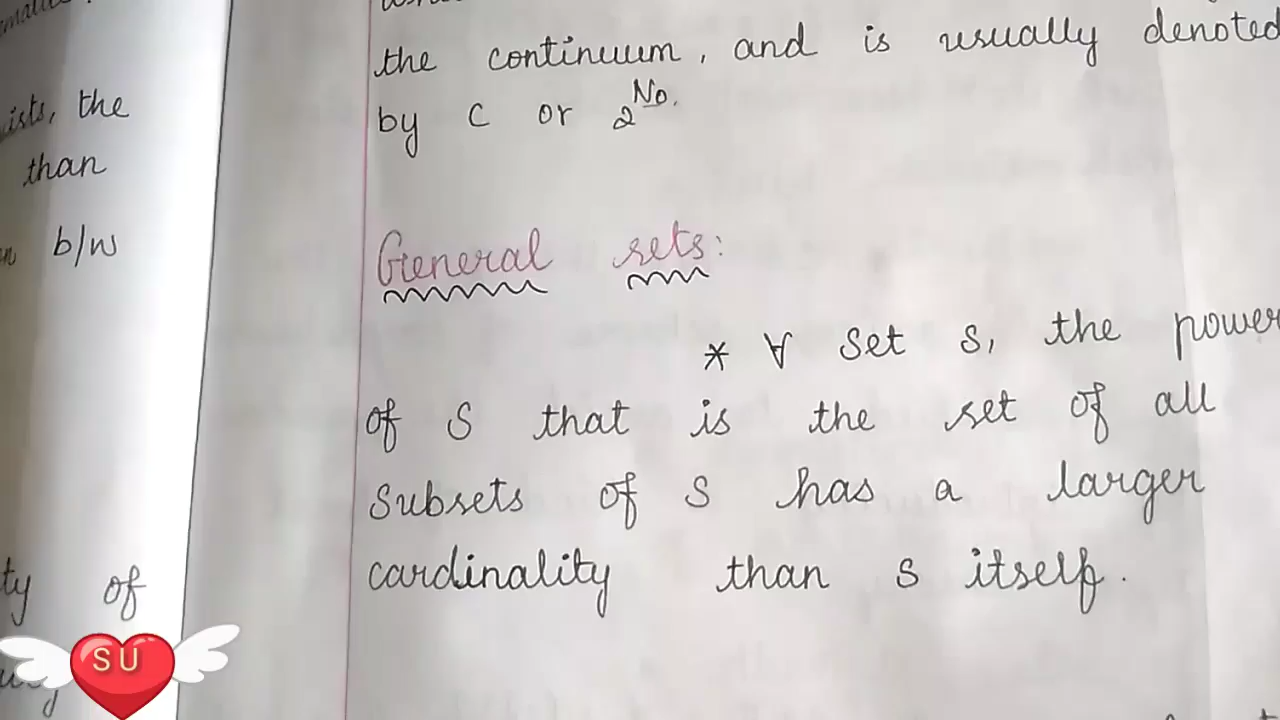 ists, the
than
b/w
ty of
the continuum, and is usually denoted
by c or 2^No.
General sets:
* ∀ set s, the power
of S that is the set of all
subsets of S has a larger
cardinality than s itself.
SU